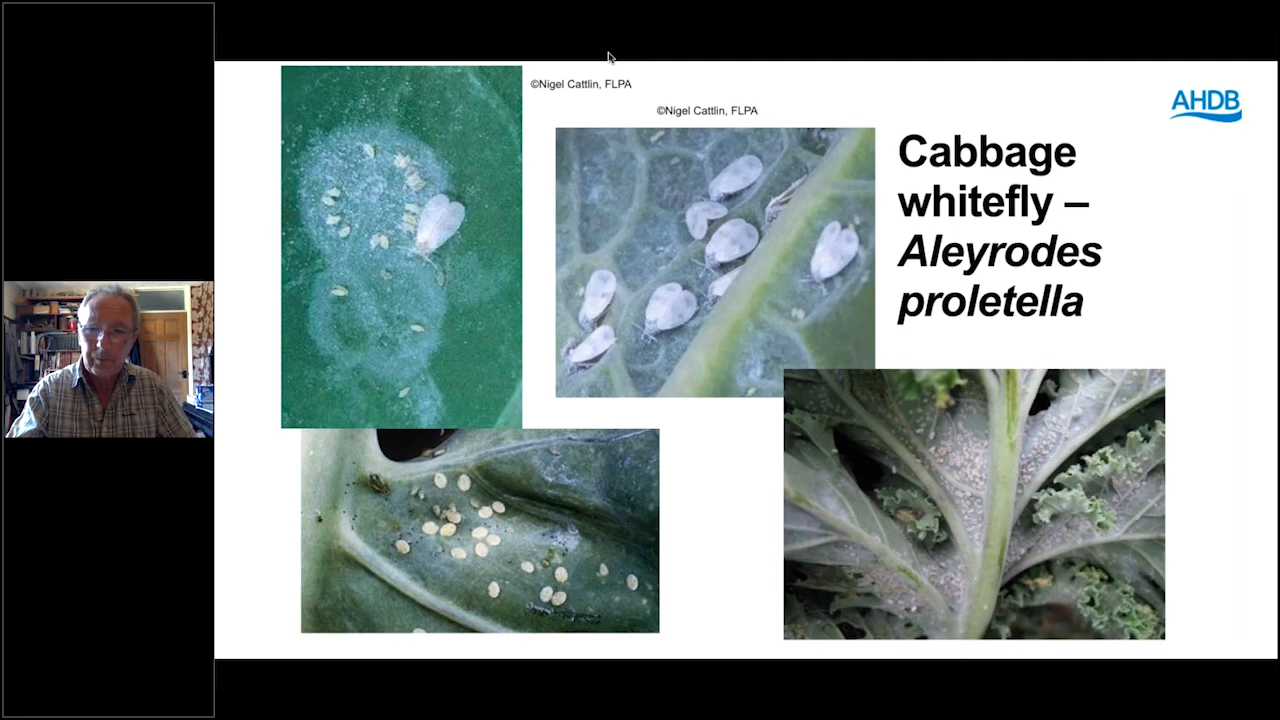 ©Nigel Cattlin, FLPA
©Nigel Cattlin, FLPA
AHDB
Cabbage
whitefly –
Aleyrodes
proletella